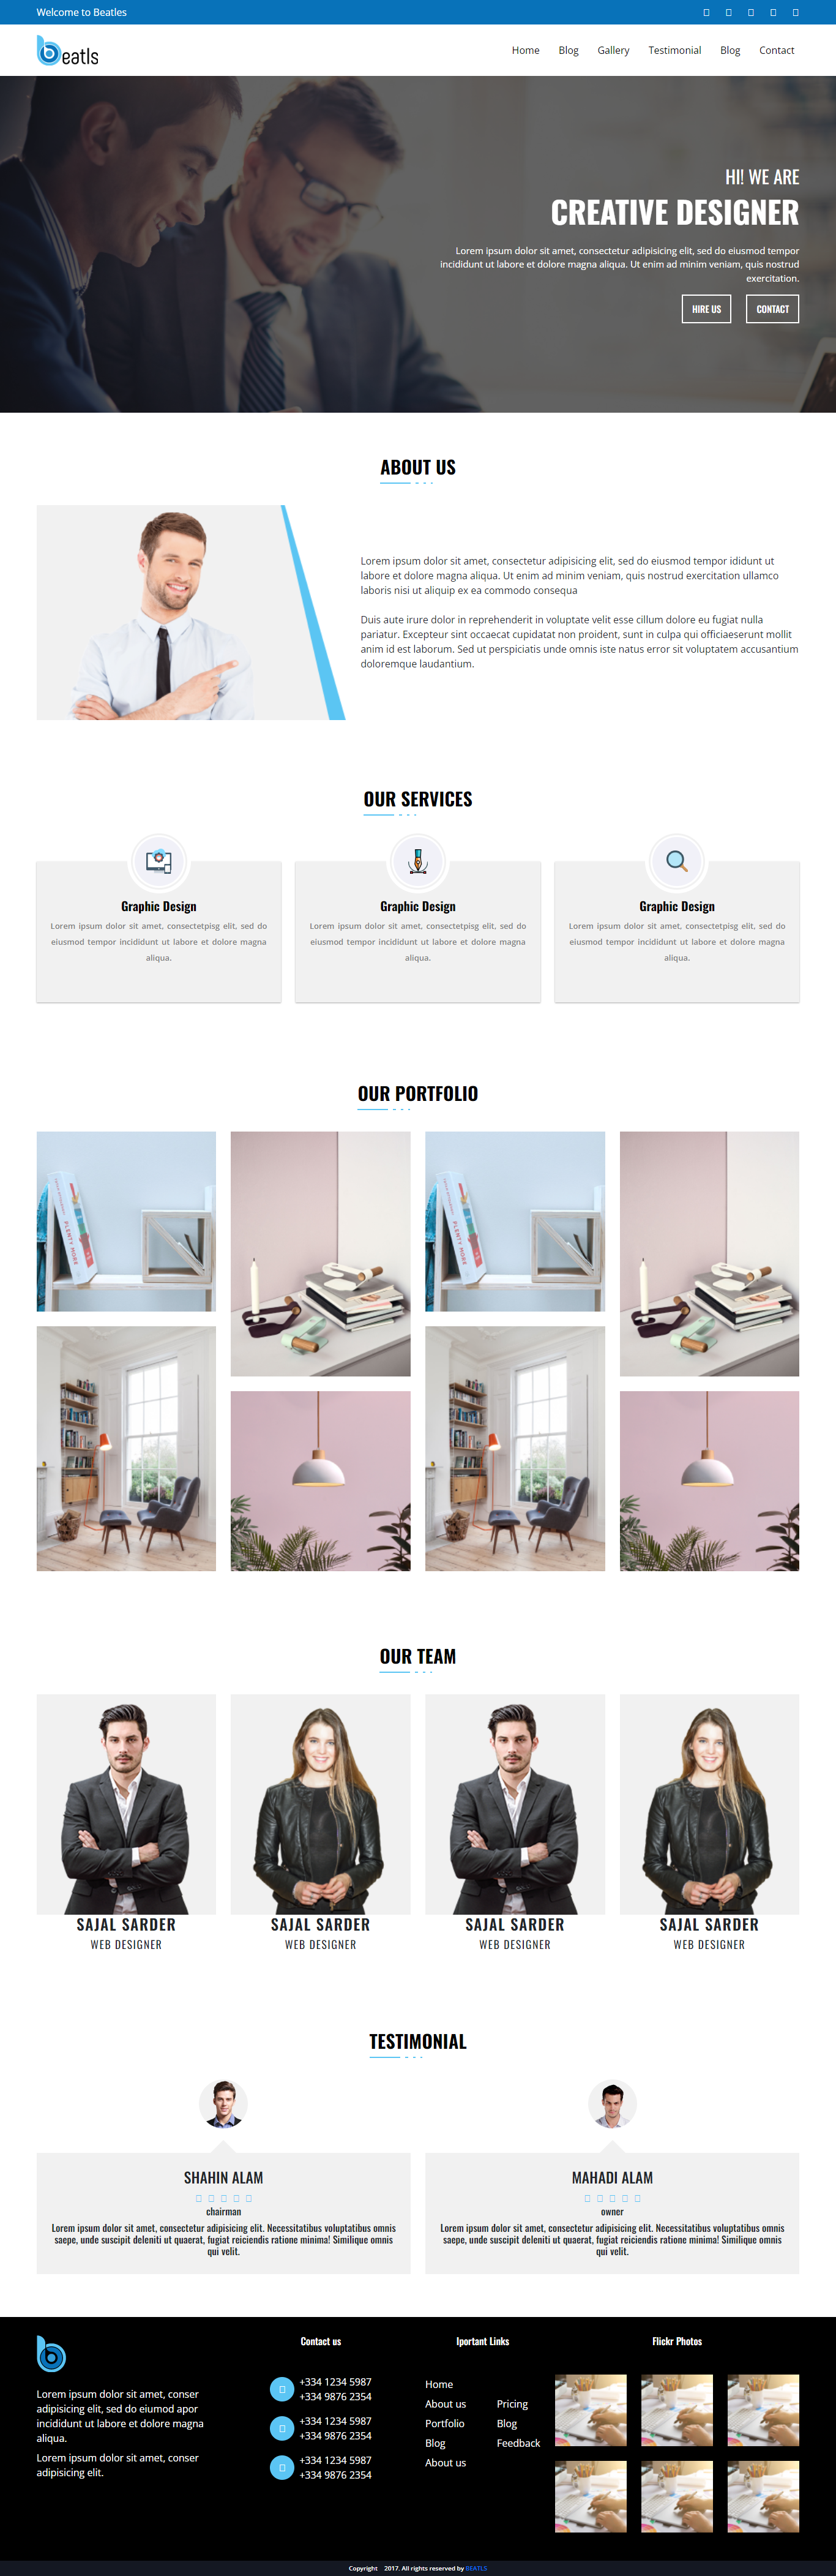 Welcome to Beatles
beatls
Home Blog Gallery Testimonial Blog Contact
HI! WE ARE
CREATIVE DESIGNER
Lorem ipsum dolor sit amet, consectetur adipisicing elit, sed do eiusmod tempor
incididunt ut labore et dolore magna aliqua. Ut enim ad minim veniam, quis nostrud
exercitation.
HIRE US CONTACT
ABOUT US
Lorem ipsum dolor sit amet, consectetur adipisicing elit, sed do eiusmod tempor ididunt ut
labore et dolore magna aliqua. Ut enim ad minim veniam, quis nostrud exercitation ullamco
laboris nisi ut aliquip ex ea commodo consequa
Duis aute irure dolor in reprehenderit in voluptate velit esse cillum dolore eu fugiat nulla
pariatur. Excepteur sint occaecat cupidatat non proident, sunt in culpa qui officiaeserunt mollit
anim id est laborum. Sed ut perspiciatis unde omnis iste natus error sit voluptatem accusantium
doloremque laudantium.
OUR SERVICES
Graphic Design
Lorem ipsum dolor sit amet, consectetpisg elit, sed do
eiusmod tempor incididunt ut labore et dolore magna
aliqua.
Graphic Design
Lorem ipsum dolor sit amet, consectetpisg elit, sed do
eiusmod tempor incididunt ut labore et dolore magna
aliqua.
Graphic Design
Lorem ipsum dolor sit amet, consectetpisg elit, sed do
eiusmod tempor incididunt ut labore et dolore magna
aliqua.
OUR PORTFOLIO
PLENTY MORE
PLENTY MORE
OUR TEAM
SAJAL SARDER
WEB DESIGNER
SAJAL SARDER
WEB DESIGNER
SAJAL SARDER
WEB DESIGNER
SAJAL SARDER
WEB DESIGNER
TESTIMONIAL
SHAHIN ALAM
chairman
Lorem ipsum dolor sit amet, consectetur adipisicing elit. Necessitatibus voluptatibus omnis
saepe, unde suscipit deleniti ut quaerat, fugiat reiciendis ratione minima! Similique omnis
qui velit.
MAHADI ALAM
owner
Lorem ipsum dolor sit amet, consectetur adipisicing elit. Necessitatibus voluptatibus omnis
saepe, unde suscipit deleniti ut quaerat, fugiat reiciendis ratione minima! Similique omnis
qui velit.
b
Lorem ipsum dolor sit amet, conser
adipisicing elit, sed do eiumod apor
incididunt ut labore et dolore magna
aliqua.
Lorem ipsum dolor sit amet, conser
adipisicing elit.
Contact us
+334 1234 5987
+334 9876 2354
+334 1234 5987
+334 9876 2354
+334 1234 5987
+334 9876 2354
Iportant Links
Home
About us
Portfolio
Blog
About us
Pricing
Blog
Feedback
Flickr Photos
Copyright 2017. All rights reserved by BEATLS